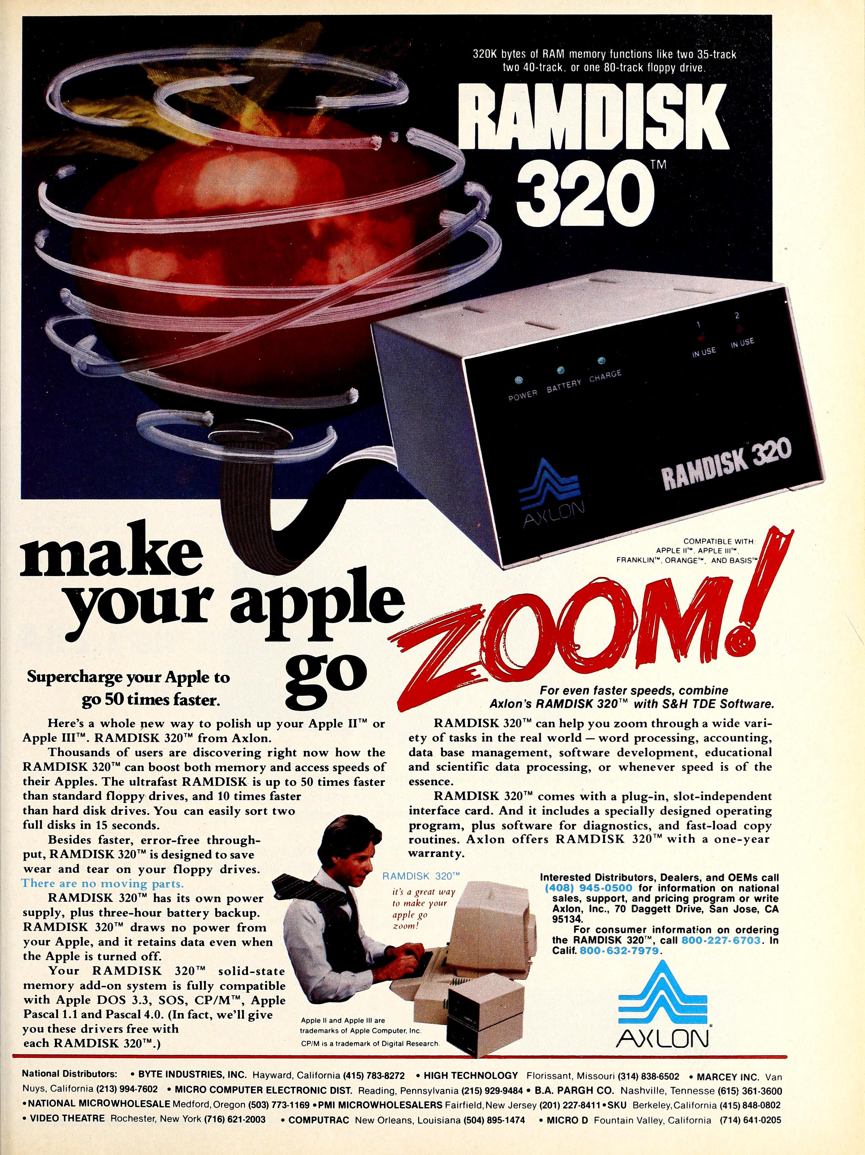 320K bytes of RAM memory functions like two 35-track
two 40-track, or one 80-track floppy drive.
RAMDISK
320™
1 2
IN USE IN USE
POWER BATTERY CHARGE
RAMDISK 320
AXLON
COMPATIBLE WITH
APPLE II™, APPLE III™,
FRANKLIN™, ORANGE™, AND BASIS™
make
your apple
go
ZOOM!
Supercharge your Apple to
go 50 times faster.
Here's a whole new way to polish up your Apple II™ or
Apple III™. RAMDISK 320™ from Axlon.
Thousands of users are discovering right now how the
RAMDISK 320™ can boost both memory and access speeds of
their Apples. The ultrafast RAMDISK is up to 50 times faster
than standard floppy drives, and 10 times faster
than hard disk drives. You can easily sort two
full disks in 15 seconds.
Besides faster, error-free through-
put, RAMDISK 320™ is designed to save
wear and tear on your floppy drives.
There are no moving parts.
RAMDISK 320™ has its own power
supply, plus three-hour battery backup.
RAMDISK 320™ draws no power from
your Apple, and it retains data even when
the Apple is turned off.
Your RAMDISK 320™ solid-state
memory add-on system is fully compatible
with Apple DOS 3.3, SOS, CP/M™, Apple
Pascal 1.1 and Pascal 4.0. (In fact, we'll give
you these drivers free with
each RAMDISK 320™.)
For even faster speeds, combine
Axlon's RAMDISK 320™ with S&H TDE Software.
RAMDISK 320™ can help you zoom through a wide vari-
ety of tasks in the real world — word processing, accounting,
data base management, software development, educational
and scientific data processing, or whenever speed is of the
essence.
RAMDISK 320™ comes with a plug-in, slot-independent
interface card. And it includes a specially designed operating
program, plus software for diagnostics, and fast-load copy
routines. Axlon offers RAMDISK 320™ with a one-year
warranty.
RAMDISK 320™
it's a great way
to make your
apple go
zoom!
Apple II and Apple III are
trademarks of Apple Computer, Inc.
CP/M is a trademark of Digital Research.
Interested Distributors, Dealers, and OEMs call
(408) 945-0500 for information on national
sales, support, and pricing program or write
Axlon, Inc., 70 Daggett Drive, San Jose, CA
95134.
For consumer information on ordering
the RAMDISK 320™, call 800-227-6703. In
Calif. 800-632-7979.
AXLON®
National Distributors: • BYTE INDUSTRIES, INC. Hayward, California (415) 783-8272 • HIGH TECHNOLOGY Florissant, Missouri (314) 838-6502 • MARCEY INC. Van
Nuys, California (213) 994-7602 • MICRO COMPUTER ELECTRONIC DIST. Reading, Pennsylvania (215) 929-9484 • B.A. PARGH CO. Nashville, Tennesse (615) 361-3600
• NATIONAL MICROWHOLESALE Medford, Oregon (503) 773-1169 • PMI MICROWHOLESALERS Fairfield, New Jersey (201) 227-8411 • SKU Berkeley, California (415) 848-0802
• VIDEO THEATRE Rochester, New York (716) 621-2003 • COMPUTRAC New Orleans, Louisiana (504) 895-1474 • MICRO D Fountain Valley, California (714) 641-0205